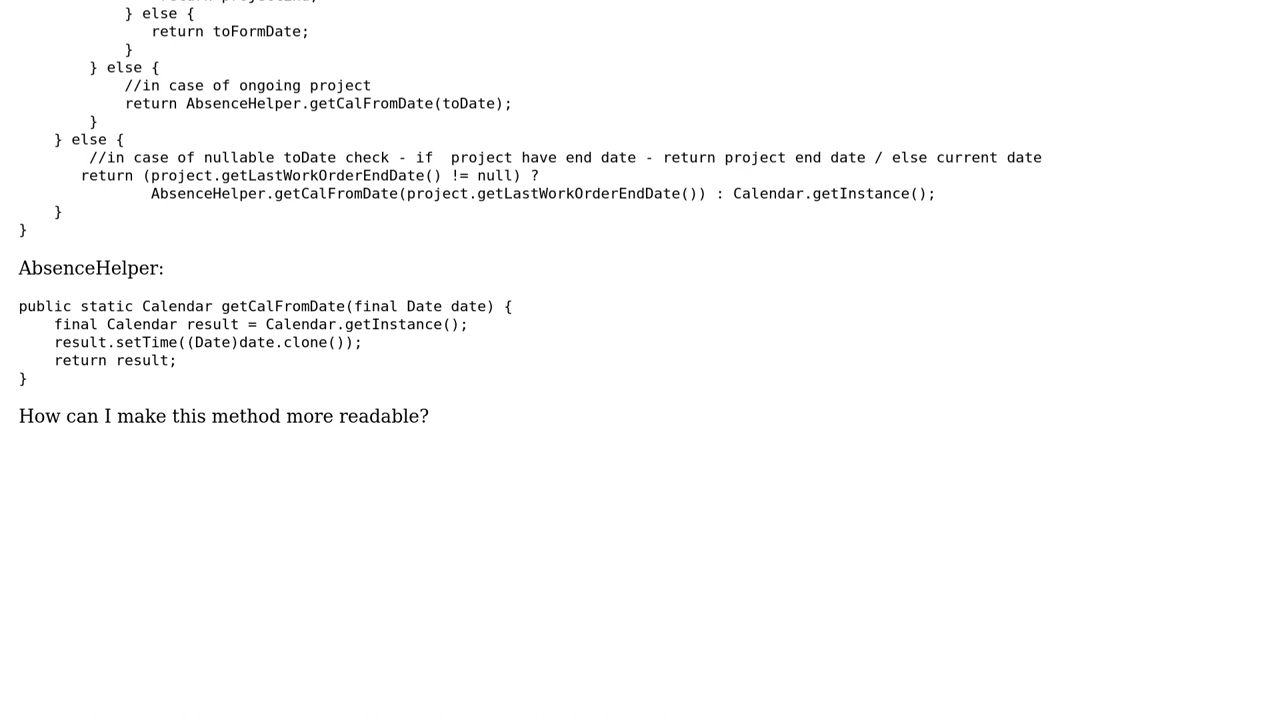 } else {
return toFormDate;
}
} else {
//in case of ongoing project
return AbsenceHelper.getCalFromDate(toDate);
}
} else {
//in case of nullable toDate check - if  project have end date - return project end date / else current date
return (project.getLastWorkOrderEndDate() != null) ?
AbsenceHelper.getCalFromDate(project.getLastWorkOrderEndDate()) : Calendar.getInstance();
}
}
AbsenceHelper:
public static Calendar getCalFromDate(final Date date) {
final Calendar result = Calendar.getInstance();
result.setTime((Date)date.clone());
return result;
}
How can I make this method more readable?